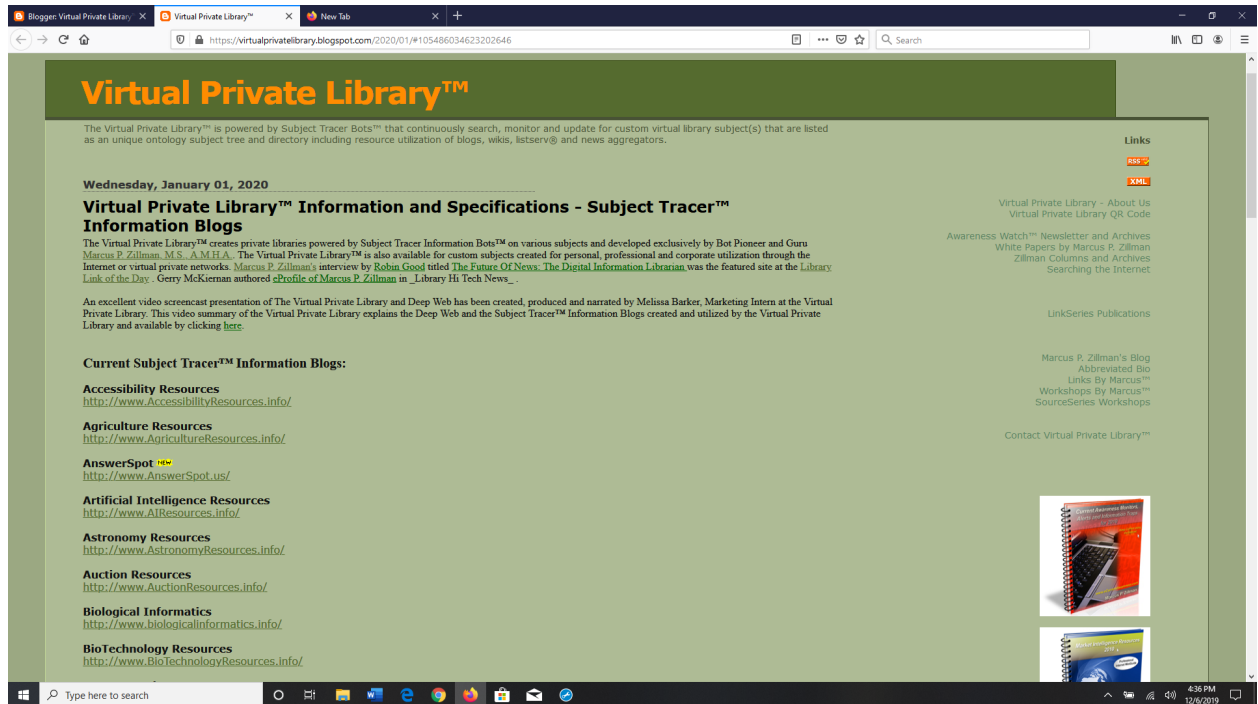 Blogger: Virtual Private Library
Virtual Private Library™
New Tab
https://virtualprivatelibrary.blogspot.com/2020/01/#105486034623202646
Search
Virtual Private Library™
The Virtual Private Library™ is powered by Subject Tracer Bots™ that continuously search, monitor and update for custom virtual library subject(s) that are listed
as an unique ontology subject tree and directory including resource utilization of blogs, wikis, listserv® and news aggregators.
Wednesday, January 01, 2020
Virtual Private Library™ Information and Specifications - Subject Tracer™
Information Blogs
The Virtual Private Library™ creates private libraries powered by Subject Tracer Information Bots™ on various subjects and developed exclusively by Bot Pioneer and Guru
Marcus P. Zillman, M.S., A.M.H.A.. The Virtual Private Library™ is also available for custom subjects created for personal, professional and corporate utilization through the
Internet or virtual private networks. Marcus P. Zillman's interview by Robin Good titled The Future Of News: The Digital Information Librarian was the featured site at the Library
Link of the Day . Gerry McKiernan authored eProfile of Marcus P. Zillman in _Library Hi Tech News_ .
An excellent video screencast presentation of The Virtual Private Library and Deep Web has been created, produced and narrated by Melissa Barker, Marketing Intern at the Virtual
Private Library. This video summary of the Virtual Private Library explains the Deep Web and the Subject Tracer™ Information Blogs created and utilized by the Virtual Private
Library and available by clicking here.
Current Subject Tracer™ Information Blogs:
Accessibility Resources
http://www.AccessibilityResources.info/
Agriculture Resources
http://www.AgricultureResources.info/
AnswerSpot NEW
http://www.AnswerSpot.us/
Artificial Intelligence Resources
http://www.AIResources.info/
Astronomy Resources
http://www.AstronomyResources.info/
Auction Resources
http://www.AuctionResources.info/
Biological Informatics
http://www.biologicalinformatics.info/
BioTechnology Resources
http://www.BioTechnologyResources.info/
Links
RSS
XML
Virtual Private Library - About Us
Virtual Private Library QR Code
Awareness Watch™ Newsletter and Archives
White Papers by Marcus P. Zillman
Zillman Columns and Archives
Searching the Internet
LinkSeries Publications
Marcus P. Zillman's Blog
Abbreviated Bio
Links By Marcus™
Workshops By Marcus™
SourceSeries Workshops
Contact Virtual Private Library™
Type here to search
4:36 PM
12/6/2019